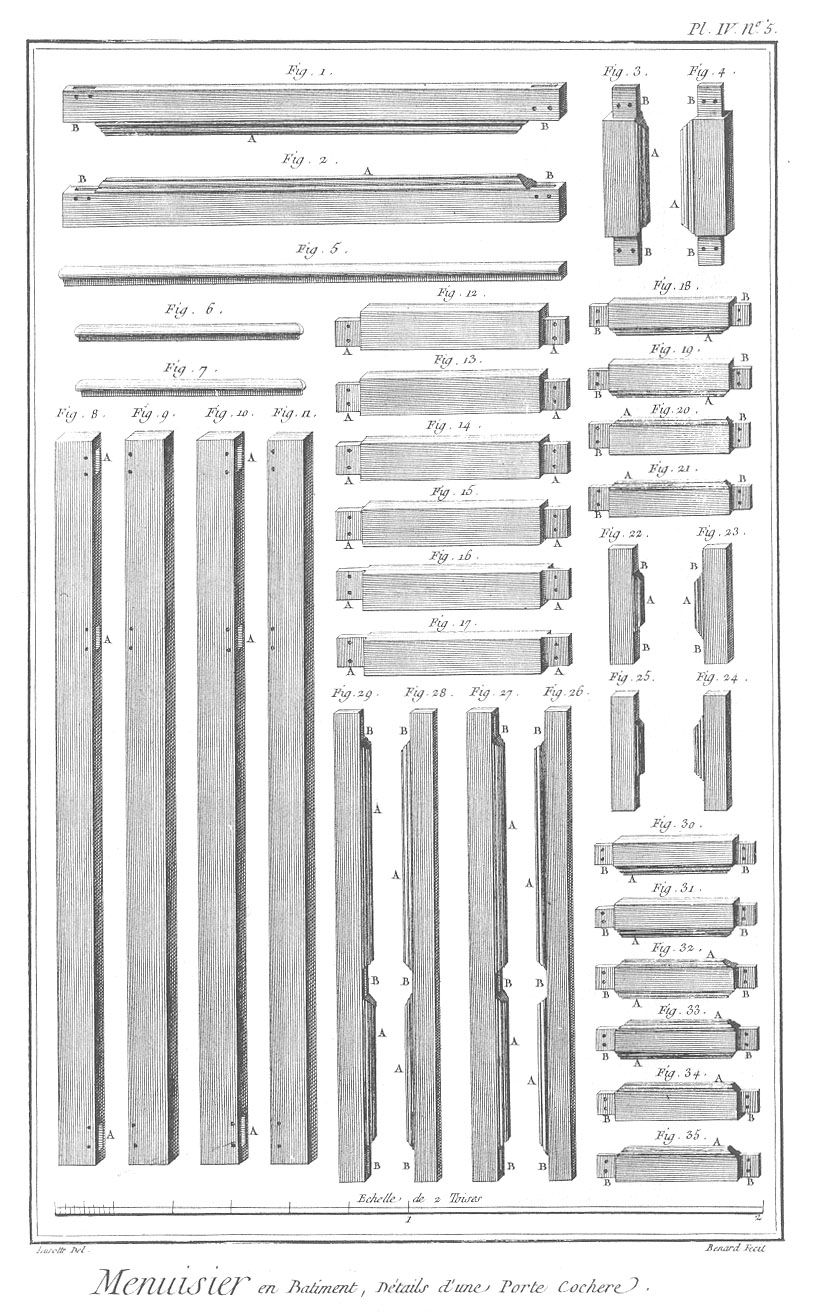 Pl. IV. N.º 5.
Fig. 1.
Fig. 3. Fig. 4.
B B
B B
A
A
Fig. 2.
A
B B
A
B B
Fig. 5.
Fig. 12.
Fig. 18.
Fig. 6.
B
B A
A A
Fig. 13.
Fig. 19.
Fig. 7.
B
B A
A A
Fig. 8. Fig. 9. Fig. 10. Fig. 11.
Fig. 14.
Fig. 20.
A B
B
A A
A A
Fig. 15.
Fig. 21.
A B
B
A A
Fig. 22. Fig. 23.
Fig. 16.
B B
A A
B B
A A
A A
Fig. 17.
A A
Fig. 25. Fig. 24.
Fig. 29. Fig. 28. Fig. 27. Fig. 26.
B B B B
A A
A A
B B B B
A A
A A
B B B B
Fig. 30.
B A B
Fig. 31.
B A B
Fig. 32.
A
B A B
Fig. 33.
A
B A B
Fig. 34.
A
B B
Fig. 35.
A
B B
A A
Echelle de 2 Toises
1 2
Lucotte Del. Benard Fecit
Menuisier en Batiment, Détails d'une Porte Cochere.